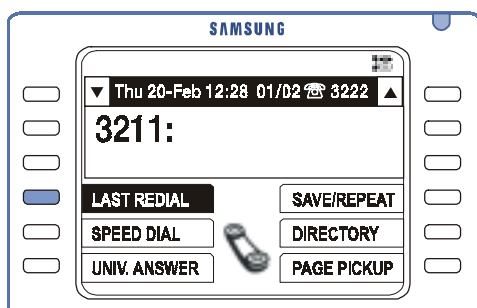 SAMSUNG
▼ Thu 20-Feb 12:28 01/02 ☏ 3222 ▲
3211:
LAST REDIAL SAVE/REPEAT
SPEED DIAL DIRECTORY
UNIV. ANSWER PAGE PICKUP